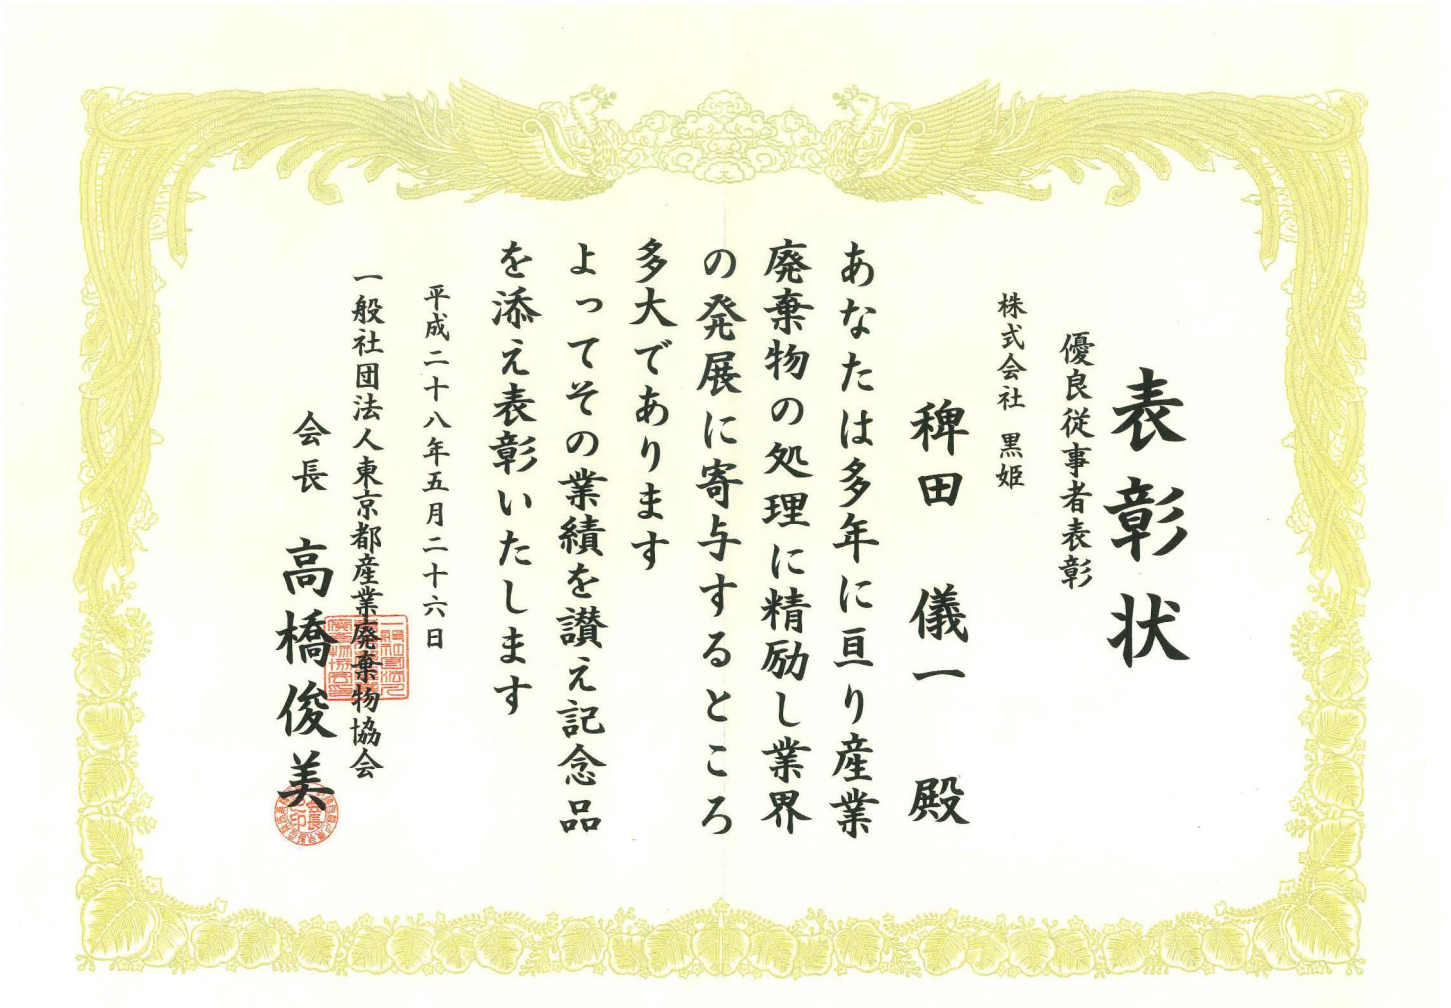 表彰状
優良従事者表彰
株式会社 黒姫
稗田 儀一 殿
あなたは多年に亘り産業
廃棄物の処理に精励し業界
の発展に寄与するところ
多大であります
よってその業績を讃え記念品
を添え表彰いたします
平成二十八年五月二十六日
一般社団法人東京都産業廃棄物協会
会長 高橋俊美